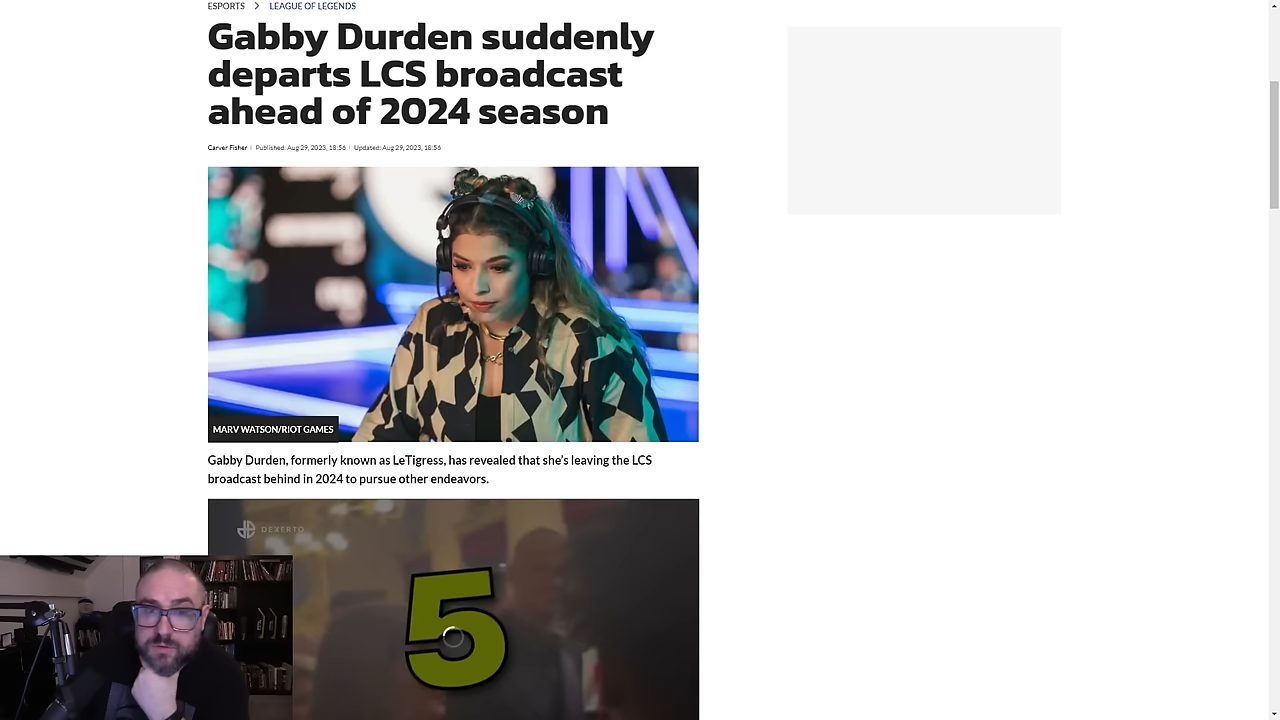 ESPORTS > LEAGUE OF LEGENDS
Gabby Durden suddenly
departs LCS broadcast
ahead of 2024 season
Carver Fisher | Published: Aug 29, 2023, 18:56 | Updated: Aug 29, 2023, 18:56
MARV WATSON/RIOT GAMES
Gabby Durden, formerly known as LeTigress, has revealed that she's leaving the LCS
broadcast behind in 2024 to pursue other endeavors.
DEXERTO
5